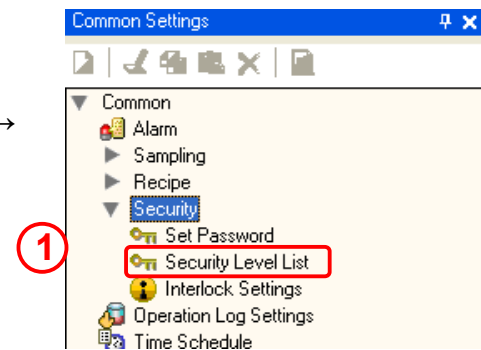 Common Settings
Common
Alarm
→
Sampling
Recipe
Security
1
Set Password
Security Level List
Interlock Settings
Operation Log Settings
Time Schedule